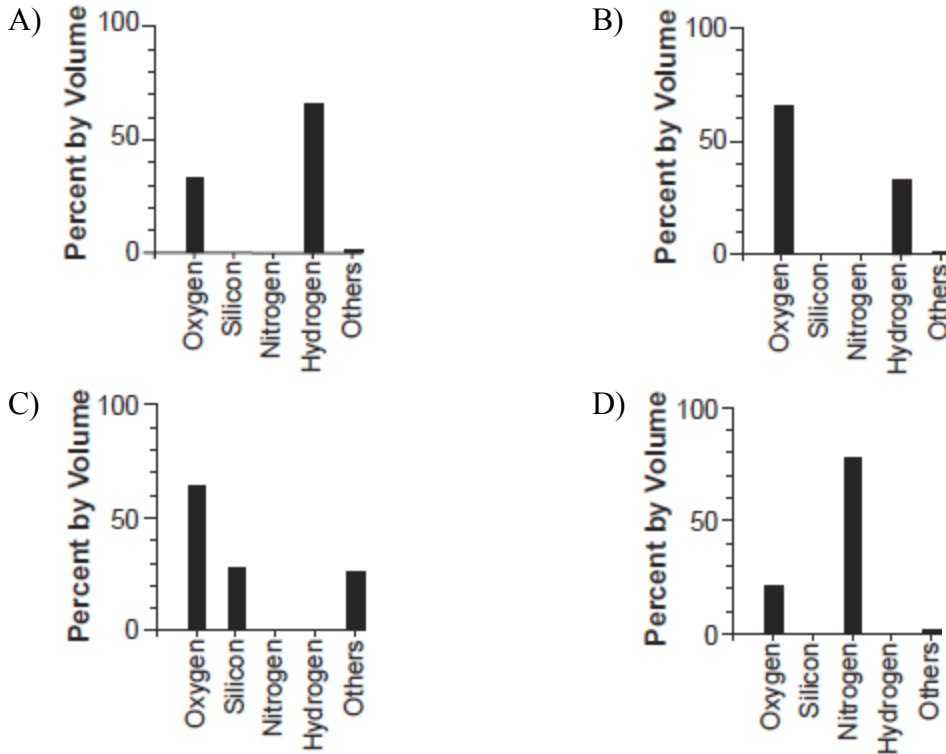 A)
Percent by Volume
100
50
0
Oxygen
Silicon
Nitrogen
Hydrogen
Others
B)
Percent by Volume
100
50
0
Oxygen
Silicon
Nitrogen
Hydrogen
Others
C)
Percent by Volume
100
50
0
Oxygen
Silicon
Nitrogen
Hydrogen
Others
D)
Percent by Volume
100
50
0
Oxygen
Silicon
Nitrogen
Hydrogen
Others